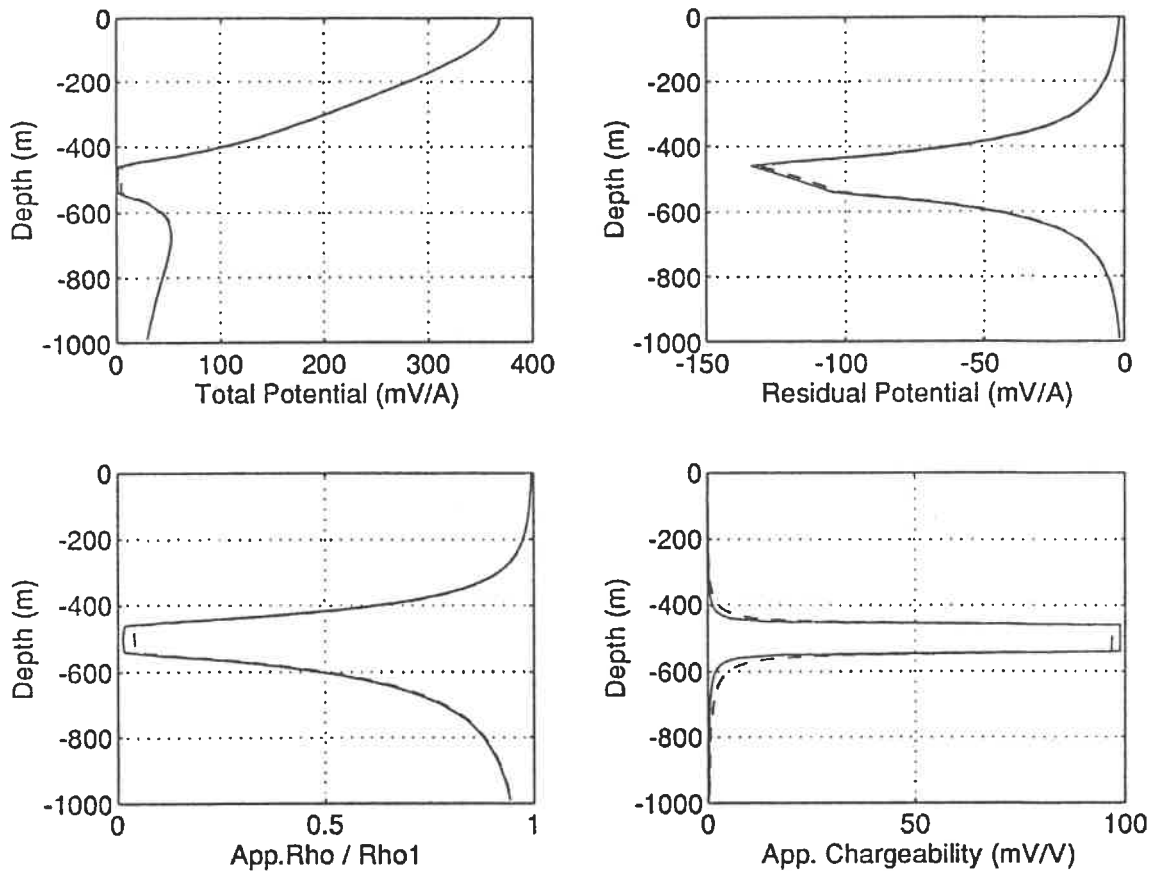 0
-200
-400
-600
-800
-1000
Depth (m)
0 100 200 300 400
Total Potential (mV/A)
0
-200
-400
-600
-800
-1000
Depth (m)
-150 -100 -50 0
Residual Potential (mV/A)
0
-200
-400
-600
-800
-1000
Depth (m)
0 0.5 1
App.Rho / Rho1
0
-200
-400
-600
-800
-1000
Depth (m)
0 50 100
App. Chargeability (mV/V)